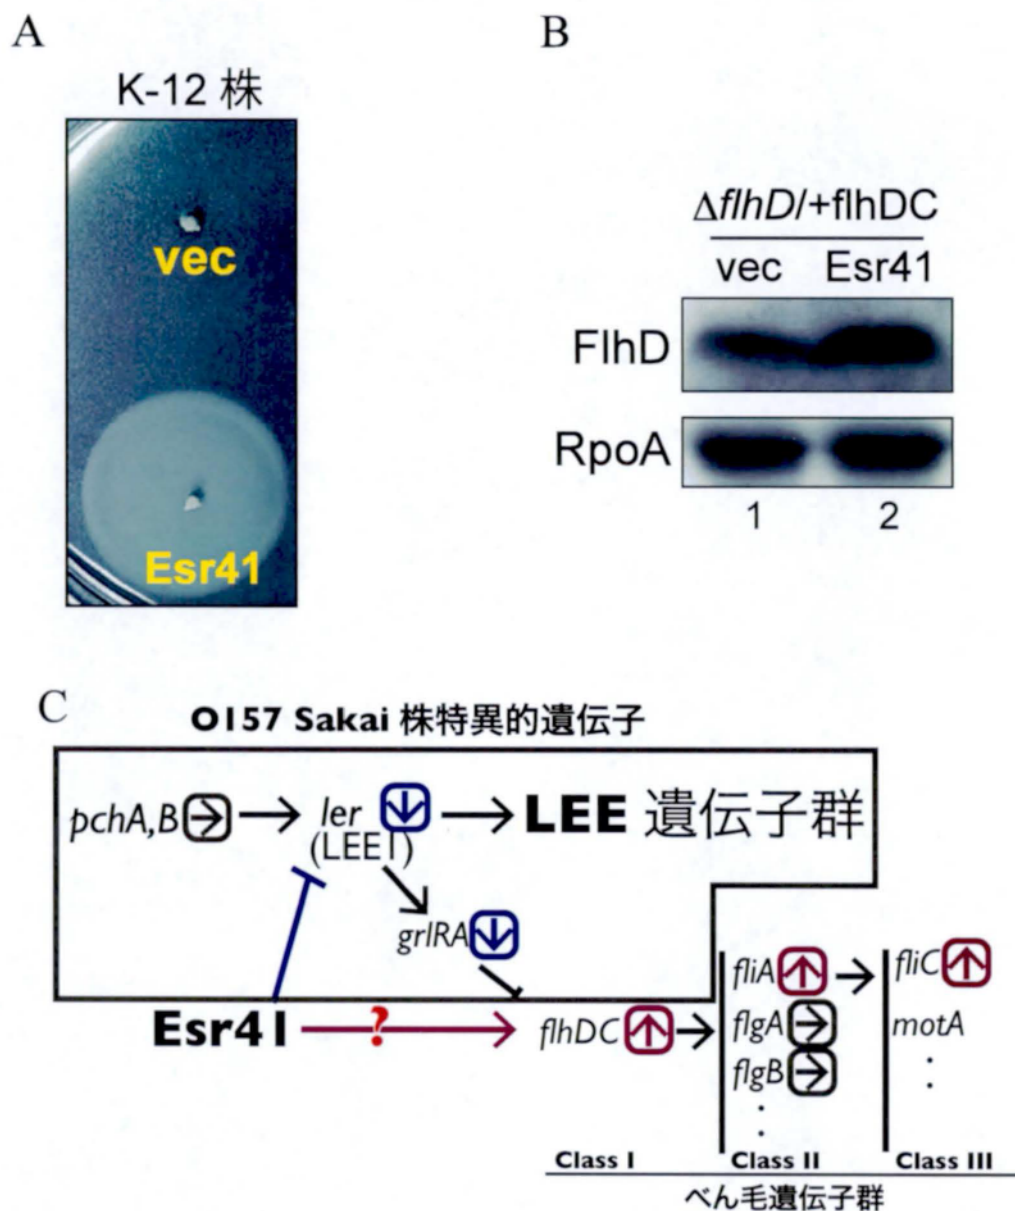 A
K-12 株
vec
Esr41
B
ΔflhD/+flhDC
vec Esr41
FlhD
RpoA
1 2
C
O157 Sakai 株特異的遺伝子
pchA,B ler LEE 遺伝子群
(LEE1)
grlRA
Esr41 ? flhDC
fliA fliC
flgA motA
flgB
Class I Class II Class III
べん毛遺伝子群